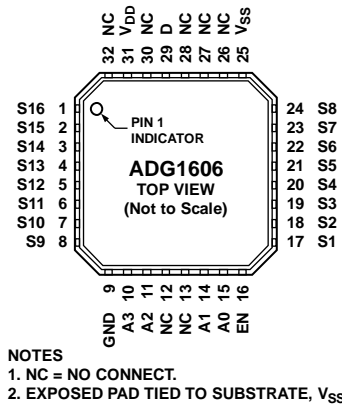 32 NC
31 VDD
30 NC
29 D
28 NC
27 NC
26 NC
25 VSS
S16 1
S15 2
S14 3
S13 4
S12 5
S11 6
S10 7
S9 8
PIN 1
INDICATOR
ADG1606
TOP VIEW
(Not to Scale)
24 S8
23 S7
22 S6
21 S5
20 S4
19 S3
18 S2
17 S1
GND 9
A3 10
A2 11
NC 12
NC 13
A1 14
A0 15
EN 16
NOTES
1. NC = NO CONNECT.
2. EXPOSED PAD TIED TO SUBSTRATE, VSS